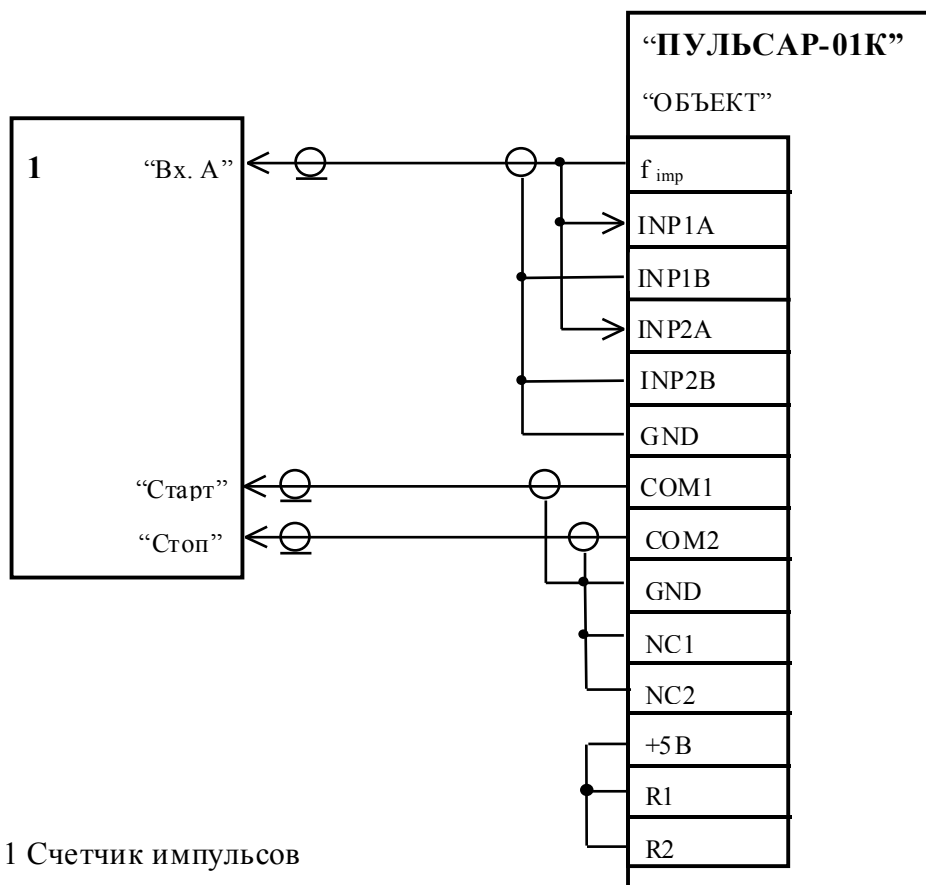 “ПУЛЬСАР-01К”
“ОБЪЕКТ”
1
“Вх. А”
f imp
INP1A
INP1B
INP2A
INP2B
GND
“Старт”
COM1
“Стоп”
COM2
GND
NC1
NC2
+5В
R1
R2
1 Счетчик импульсов